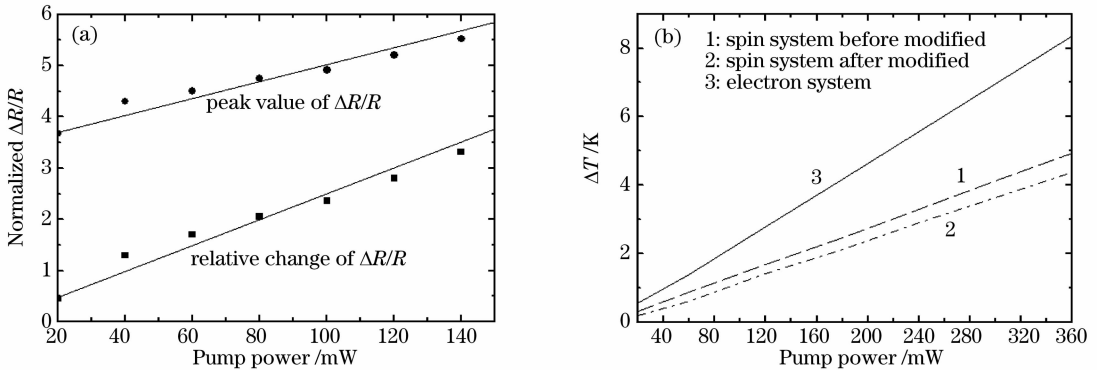 (a)
Normalized ΔR/R
6
5
4
3
2
1
0
peak value of ΔR/R
relative change of ΔR/R
20 40 60 80 100 120 140
Pump power /mW
(b)
1: spin system before modified
2: spin system after modified
3: electron system
ΔT /K
8
6
4
2
0
3
1
2
40 80 120 160 200 240 280 320 360
Pump power /mW